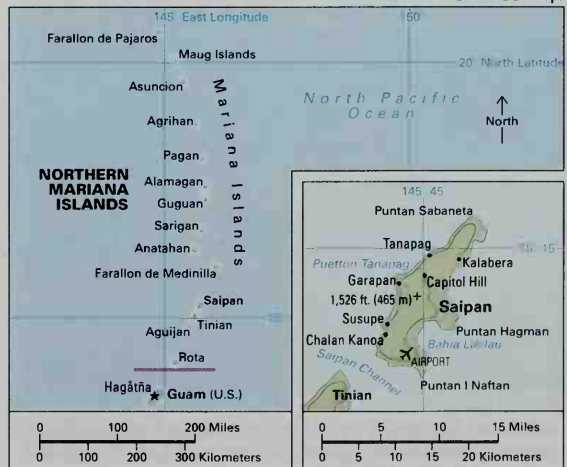 145 East Longitude
150
Farallon de Pajaros
Maug Islands
20 North Latitude
Asuncion
Mariana Islands
North Pacific
Ocean
North
Agrihan
Pagan
NORTHERN
MARIANA
ISLANDS
Alamagan
Guguan
Sarigan
Anatahan
Farallon de Medinilla
Saipan
Tinian
Aguijan
Rota
Hagåtña
Guam (U.S.)
0 100 200 Miles
0 100 200 300 Kilometers
145 45
Puntan Sabaneta
Tanapag
15 15
Puetton Tanapag
Kalabera
Garapan
Capitol Hill
1,526 ft. (465 m)+
Saipan
Susupe
Puntan Hagman
Chalan Kanoa
Bahia Laulau
AIRPORT
Saipan Channel
Puntan I Naftan
Tinian
0 5 10 15 Miles
0 5 10 15 20 Kilometers